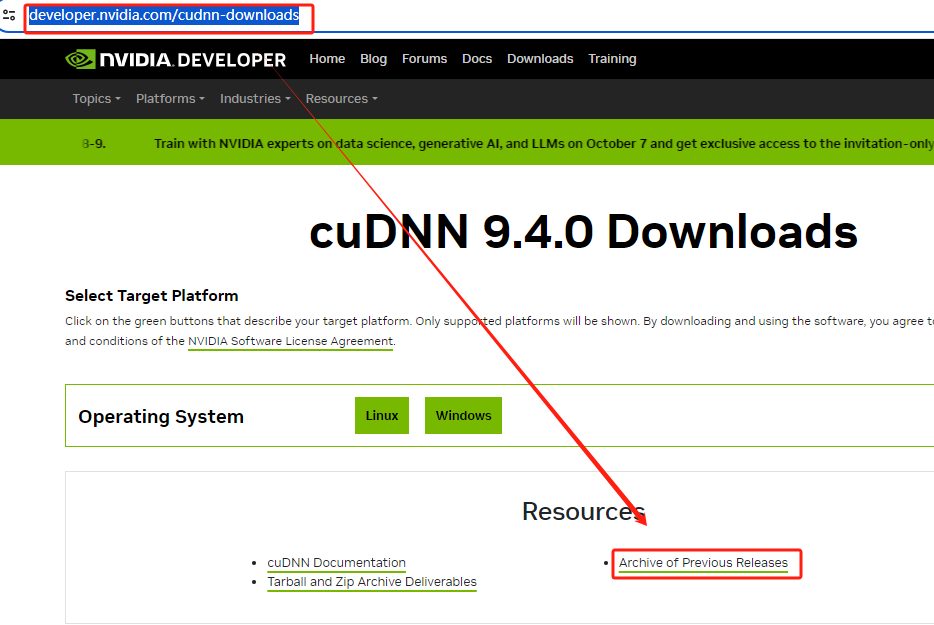 developer.nvidia.com/cudnn-downloads
NVIDIA. DEVELOPER Home Blog Forums Docs Downloads Training
Topics Platforms Industries Resources
8-9. Train with NVIDIA experts on data science, generative AI, and LLMs on October 7 and get exclusive access to the invitation-only
cuDNN 9.4.0 Downloads
Select Target Platform
Click on the green buttons that describe your target platform. Only supported platforms will be shown. By downloading and using the software, you agree to
and conditions of the NVIDIA Software License Agreement.
Operating System Linux Windows
Resources
• cuDNN Documentation • Archive of Previous Releases
• Tarball and Zip Archive Deliverables